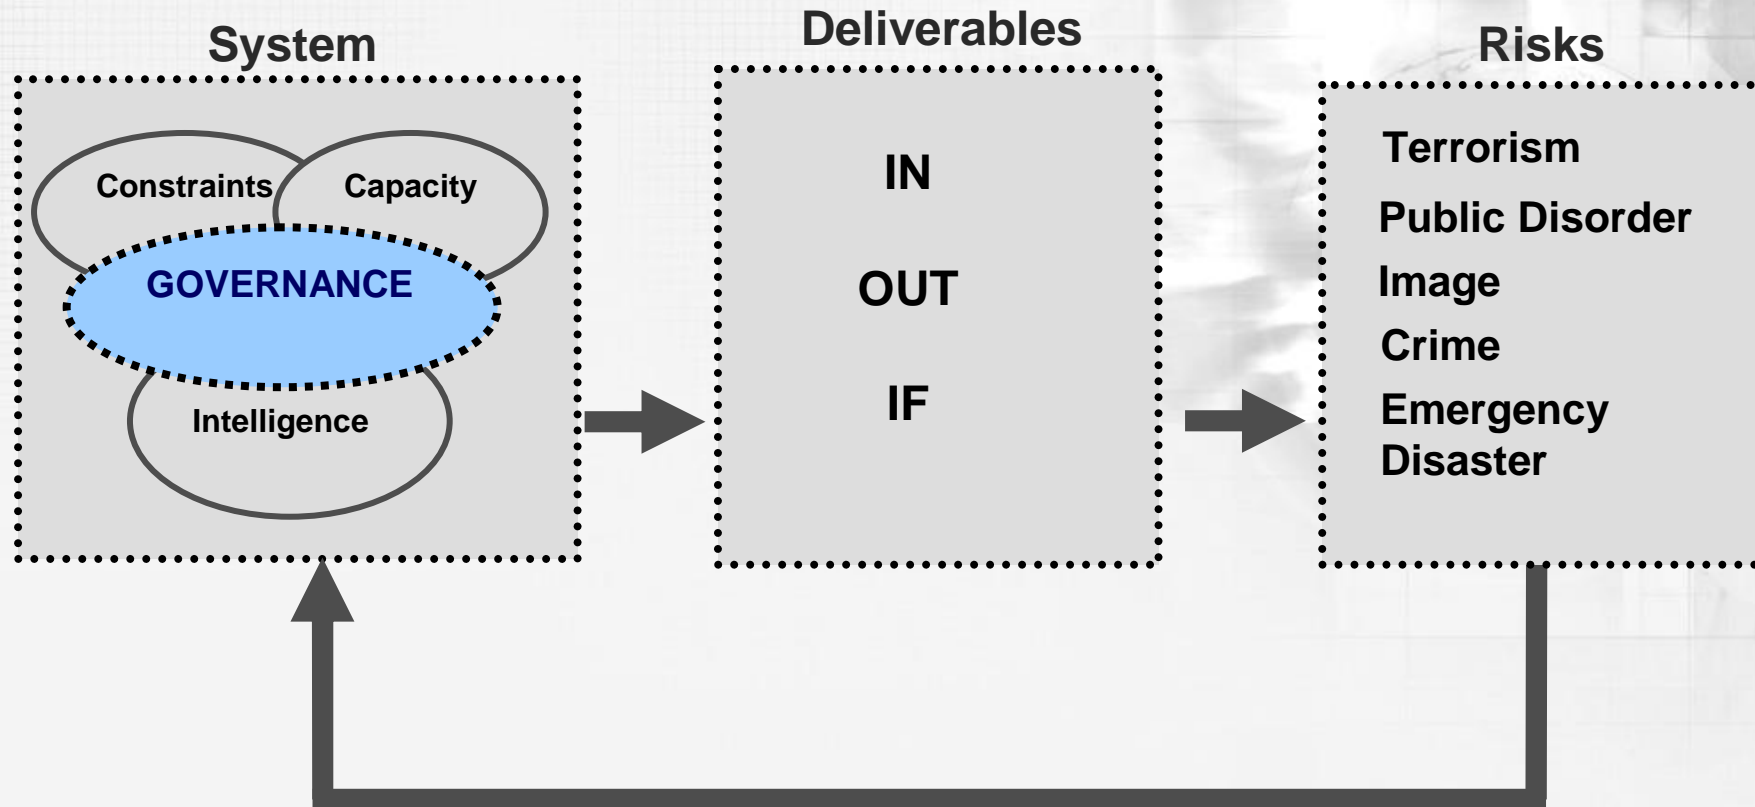 System
Constraints
Capacity
GOVERNANCE
Intelligence
Deliverables
IN
OUT
IF
Risks
Terrorism
Public Disorder
Image
Crime
Emergency
Disaster